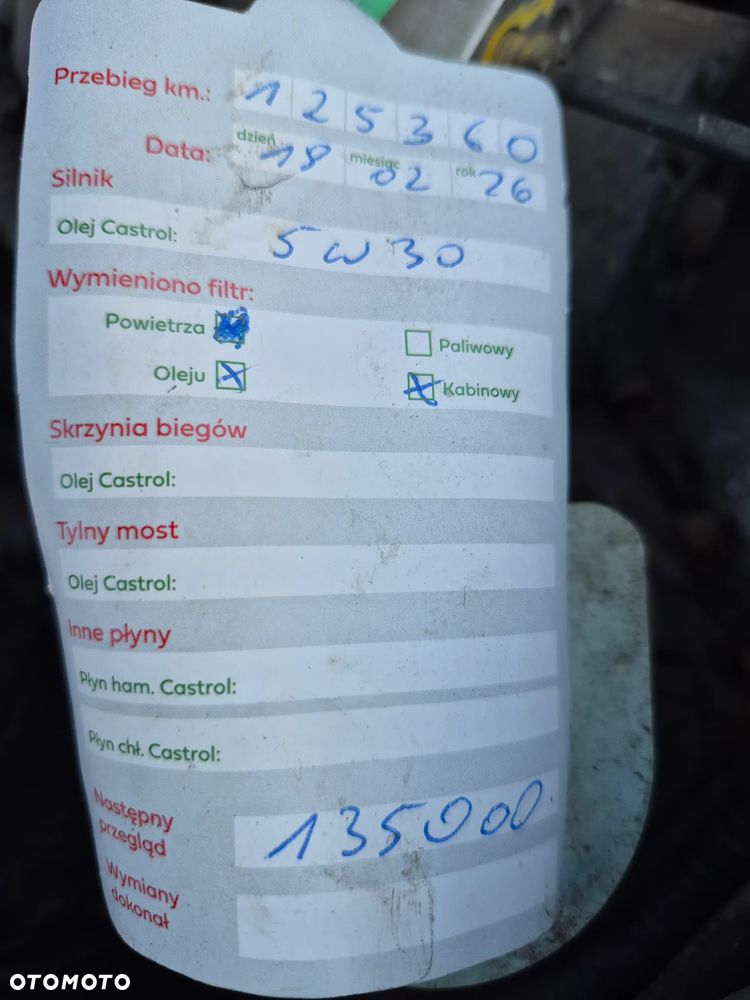 Przebieg km.: 125360
Data: dzień 18 miesiąc 02 rok 26
Silnik
Olej Castrol: 5W30
Wymieniono filtr:
Powietrza Paliwowy
Oleju Kabinowy
Skrzynia biegów
Olej Castrol:
Tylny most
Olej Castrol:
Inne płyny
Płyn ham. Castrol:
Płyn chł. Castrol:
Następny
przegląd 135000
Wymiany
dokonał
OTOMOTO